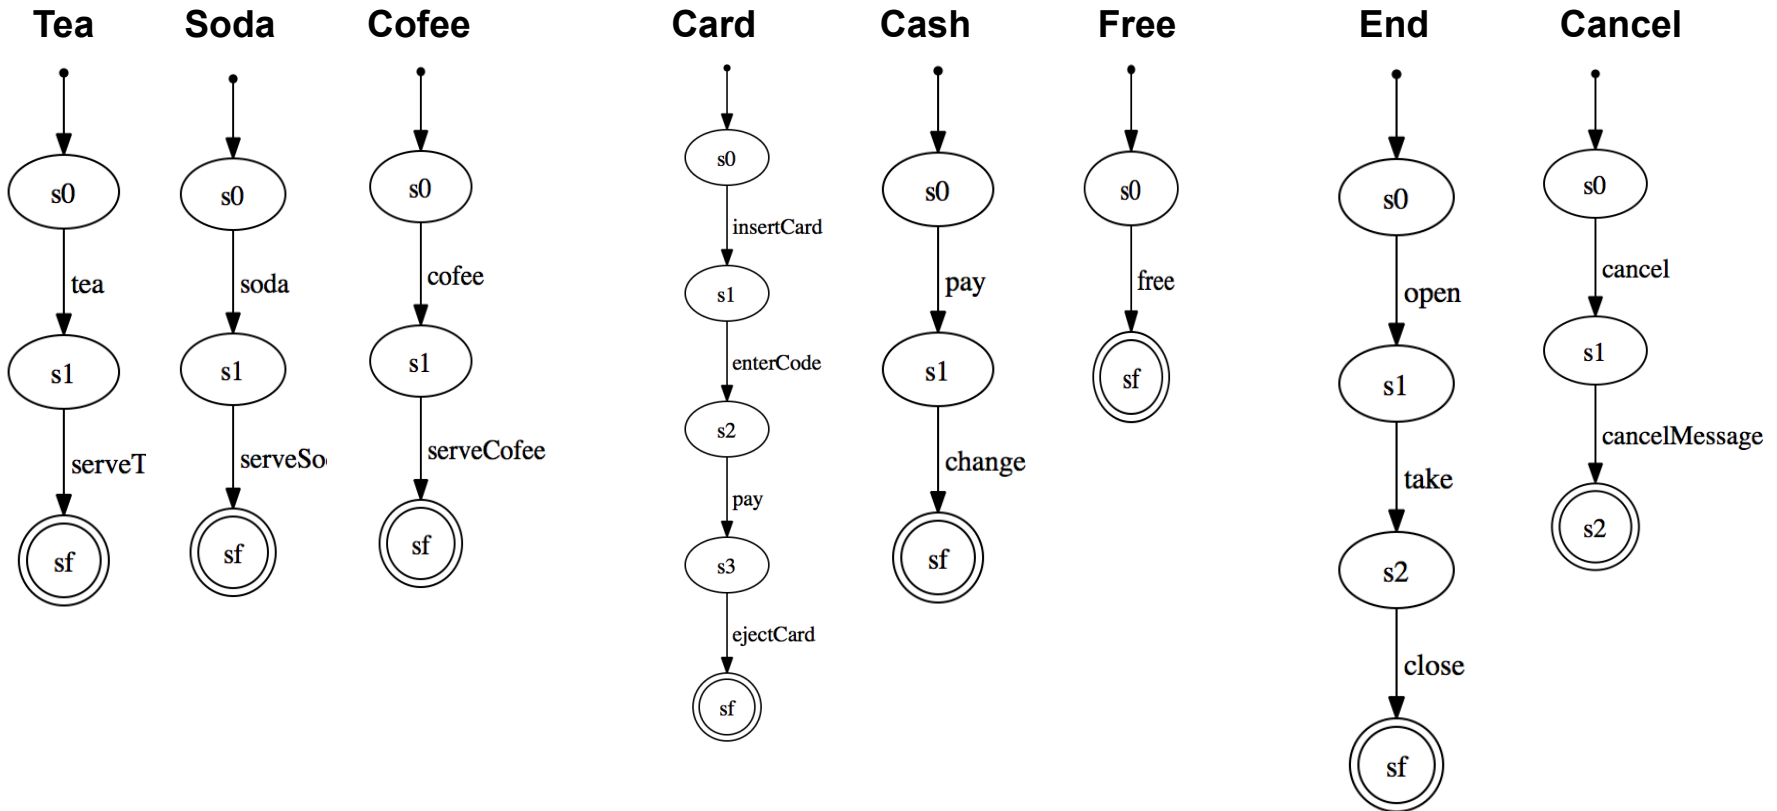 Tea
s0
tea
s1
serveT
sf
Soda
s0
soda
s1
serveSo
sf
Cofee
s0
cofee
s1
serveCofee
sf
Card
s0
insertCard
s1
enterCode
s2
pay
s3
ejectCard
sf
Cash
s0
pay
s1
change
sf
Free
s0
free
sf
End
s0
open
s1
take
s2
close
sf
Cancel
s0
cancel
s1
cancelMessage
s2